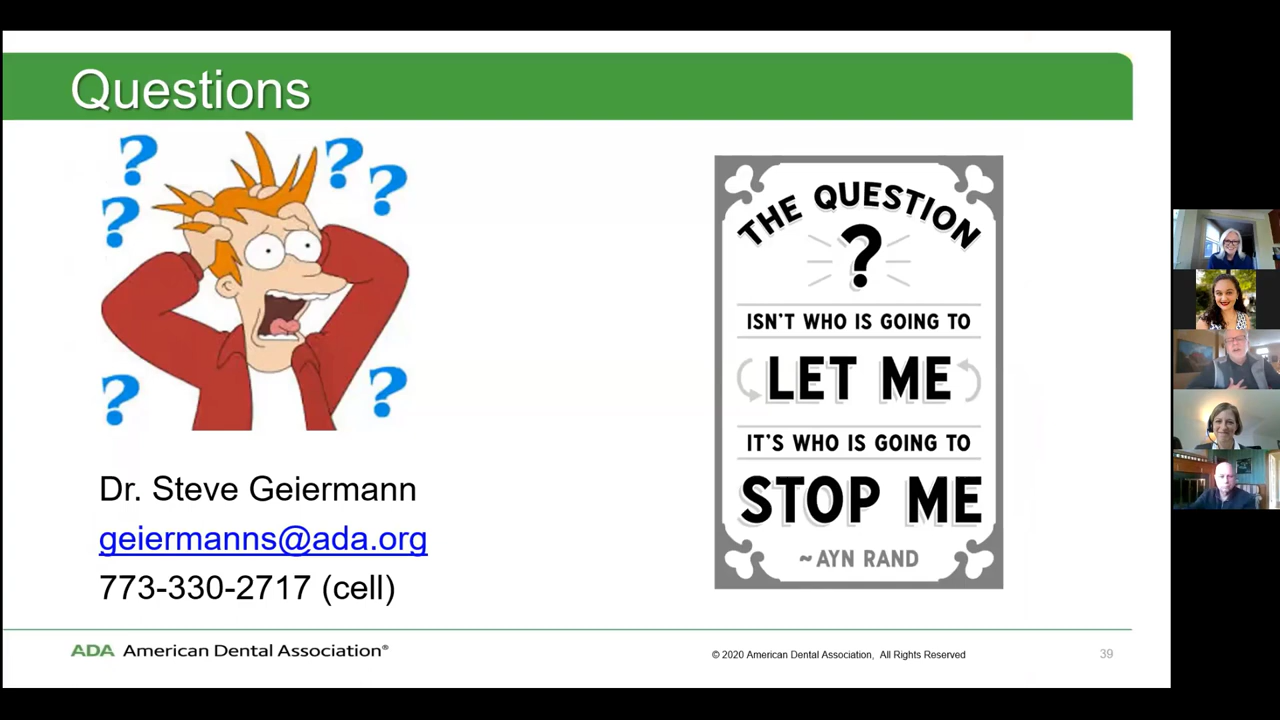 Questions
? ? ? ? ? ?
Dr. Steve Geiermann
geiermanns@ada.org
773-330-2717 (cell)
THE QUESTION
?
ISN'T WHO IS GOING TO
LET ME
IT'S WHO IS GOING TO
STOP ME
~AYN RAND
ADA American Dental Association®
© 2020 American Dental Association, All Rights Reserved
39